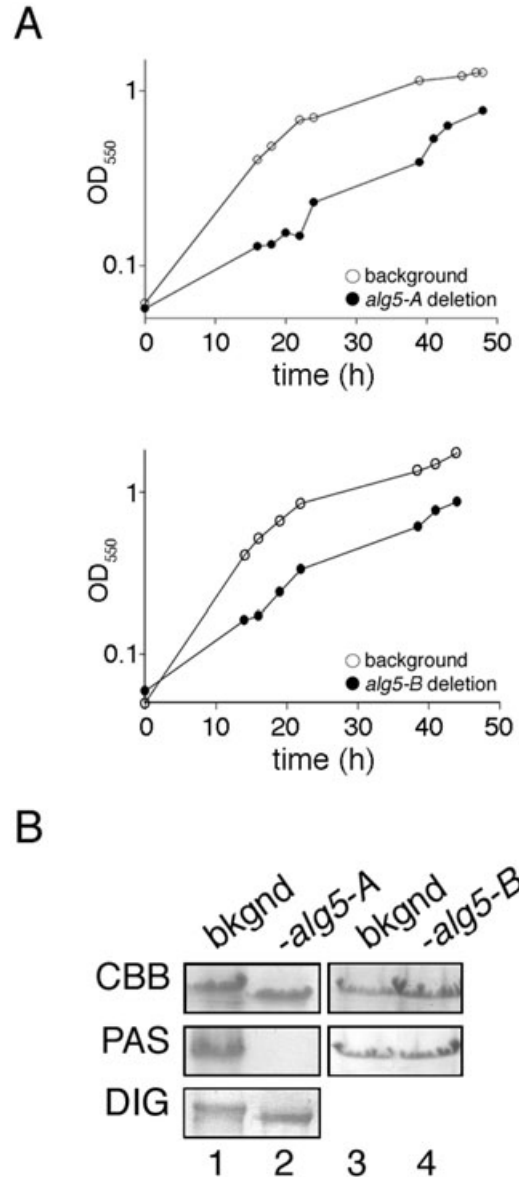 A
OD550
1
0.1
○ background
● alg5-A deletion
0 10 20 30 40 50
time (h)
OD550
1
0.1
○ background
● alg5-B deletion
0 10 20 30 40 50
time (h)
B
bkgnd -alg5-A bkgnd -alg5-B
CBB
PAS
DIG
1 2 3 4